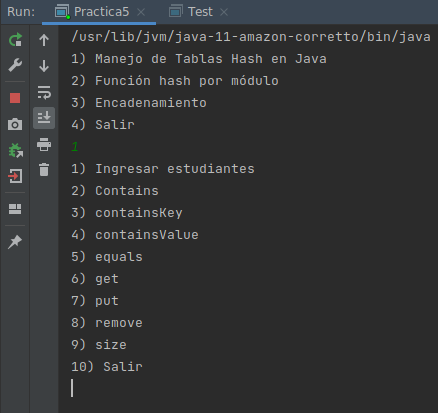 Run: Practica5 Test
/usr/lib/jvm/java-11-amazon-corretto/bin/java
1) Manejo de Tablas Hash en Java
2) Función hash por módulo
3) Encadenamiento
4) Salir
1
1) Ingresar estudiantes
2) Contains
3) containsKey
4) containsValue
5) equals
6) get
7) put
8) remove
9) size
10) Salir